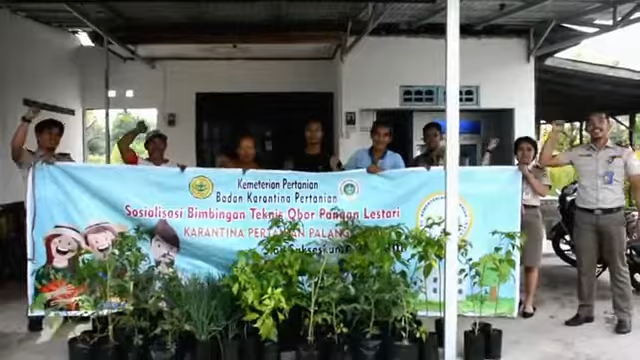 Kementerian Pertanian
Badan Karantina Pertanian
Sosialisasi Bimbingan Teknis Obor Pangan Lestari
KARANTINA PERTANIAN PALANG